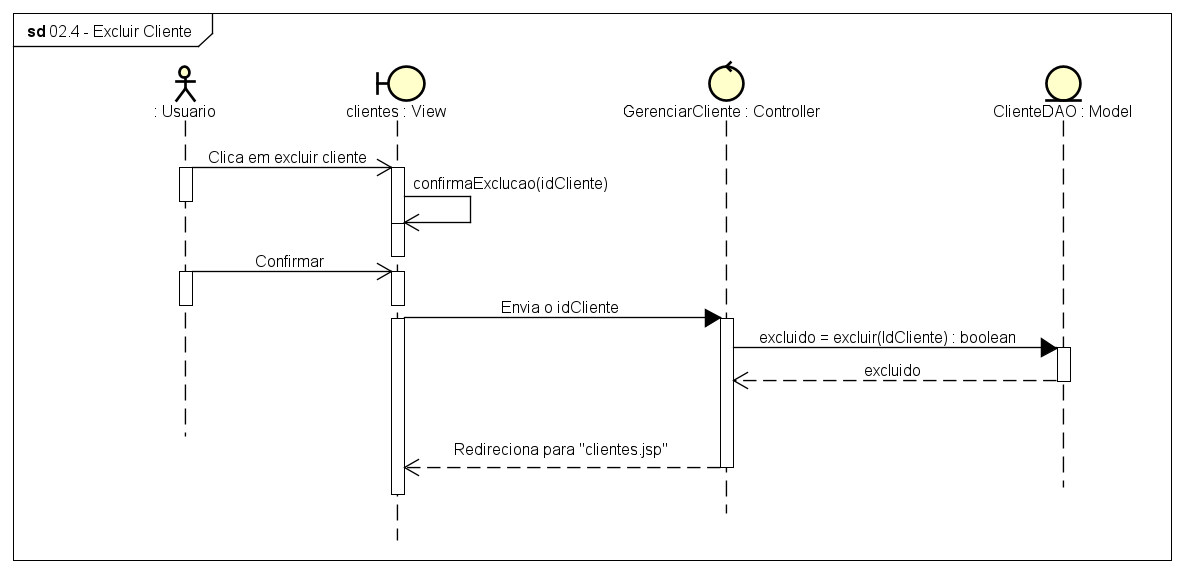 sd 02.4 - Excluir Cliente
: Usuario
clientes : View
GerenciarCliente : Controller
ClienteDAO : Model
Clica em excluir cliente
confirmaExclucao(idCliente)
Confirmar
Envia o idCliente
excluido = excluir(IdCliente) : boolean
excluido
Redireciona para "clientes.jsp"